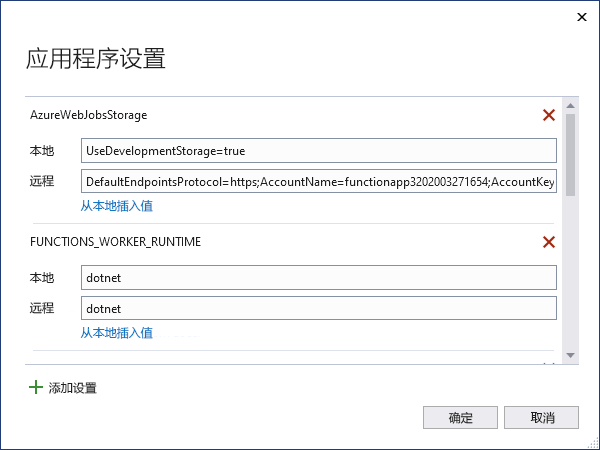 应用程序设置
AzureWebJobsStorage
本地 UseDevelopmentStorage=true
远程 DefaultEndpointsProtocol=https;AccountName=functionapp3202003271654;AccountKey
从本地插入值
FUNCTIONS_WORKER_RUNTIME
本地 dotnet
远程 dotnet
从本地插入值
添加设置
确定 取消